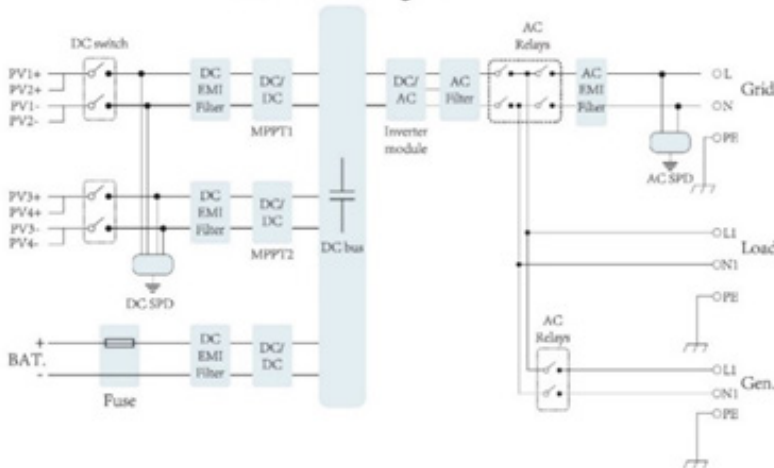 DC switch
AC
Relays
PV1+
PV2+
PV1-
PV2-
DC
EMI
Filter
DC/
DC
MPPT1
DC/
AC
Inverter
module
AC
Filter
AC
EMI
Filter
L
N
Grid
PE
AC SPD
PV3+
PV4+
PV3-
PV4-
DC
EMI
Filter
DC/
DC
MPPT2
DC bus
DC SPD
L1
N1
Load
PE
BAT.
+
-
Fuse
DC
EMI
Filter
DC/
DC
AC
Relays
L1
N1
Gen.
PE